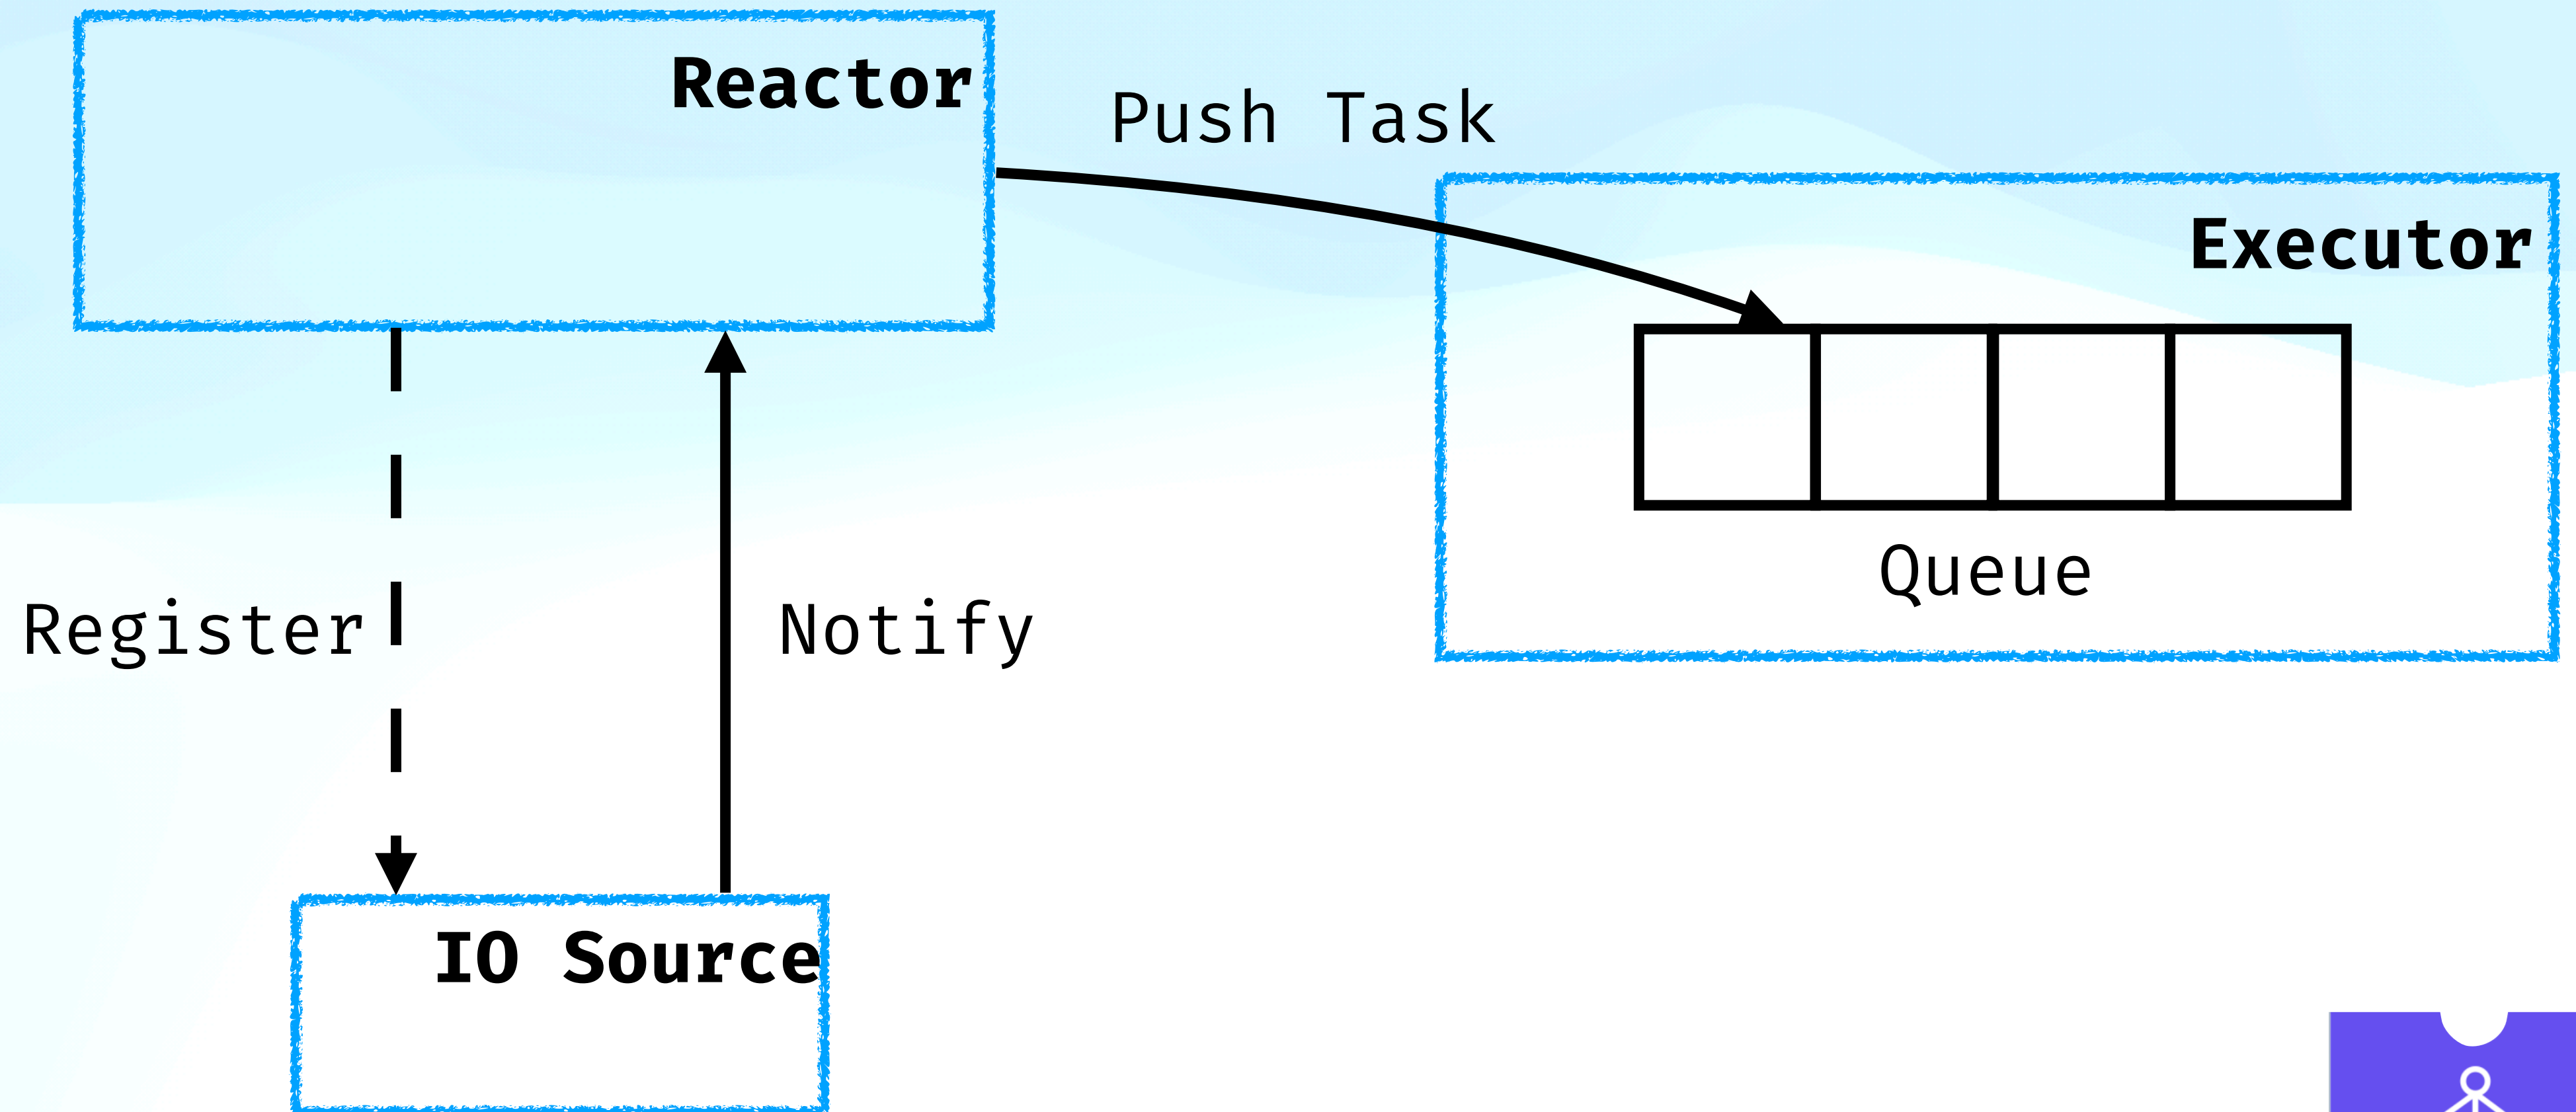 Reactor
Push Task
Executor
Queue
Register
Notify
IO Source